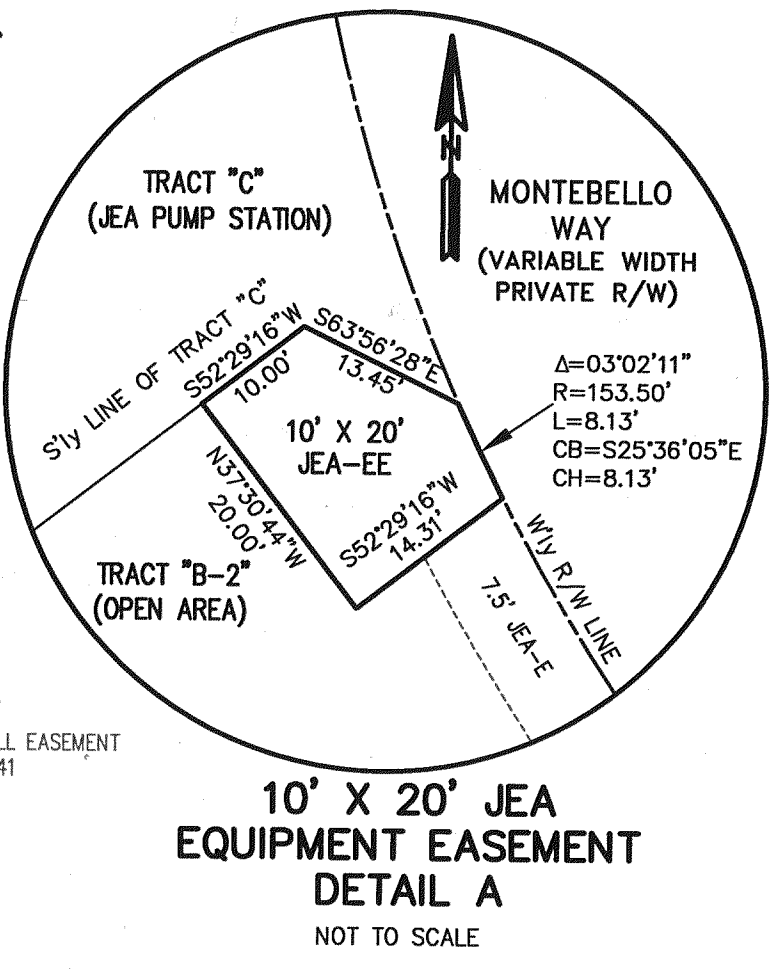 TRACT "C"
(JEA PUMP STATION)
N
MONTEBELLO
WAY
(VARIABLE WIDTH
PRIVATE R/W)
S'ly LINE OF TRACT "C"
S52°29'16"W
10.00'
S63°56'28"E
13.45'
Δ=03°02'11"
R=153.50'
L=8.13'
CB=S25°36'05"E
CH=8.13'
10' X 20'
JEA-EE
N37°30'44"W
20.00'
S52°29'16"W
14.31'
TRACT "B-2"
(OPEN AREA)
7.5' JEA-E
W'ly R/W LINE
LL EASEMENT
41
10' X 20' JEA
EQUIPMENT EASEMENT
DETAIL A
NOT TO SCALE